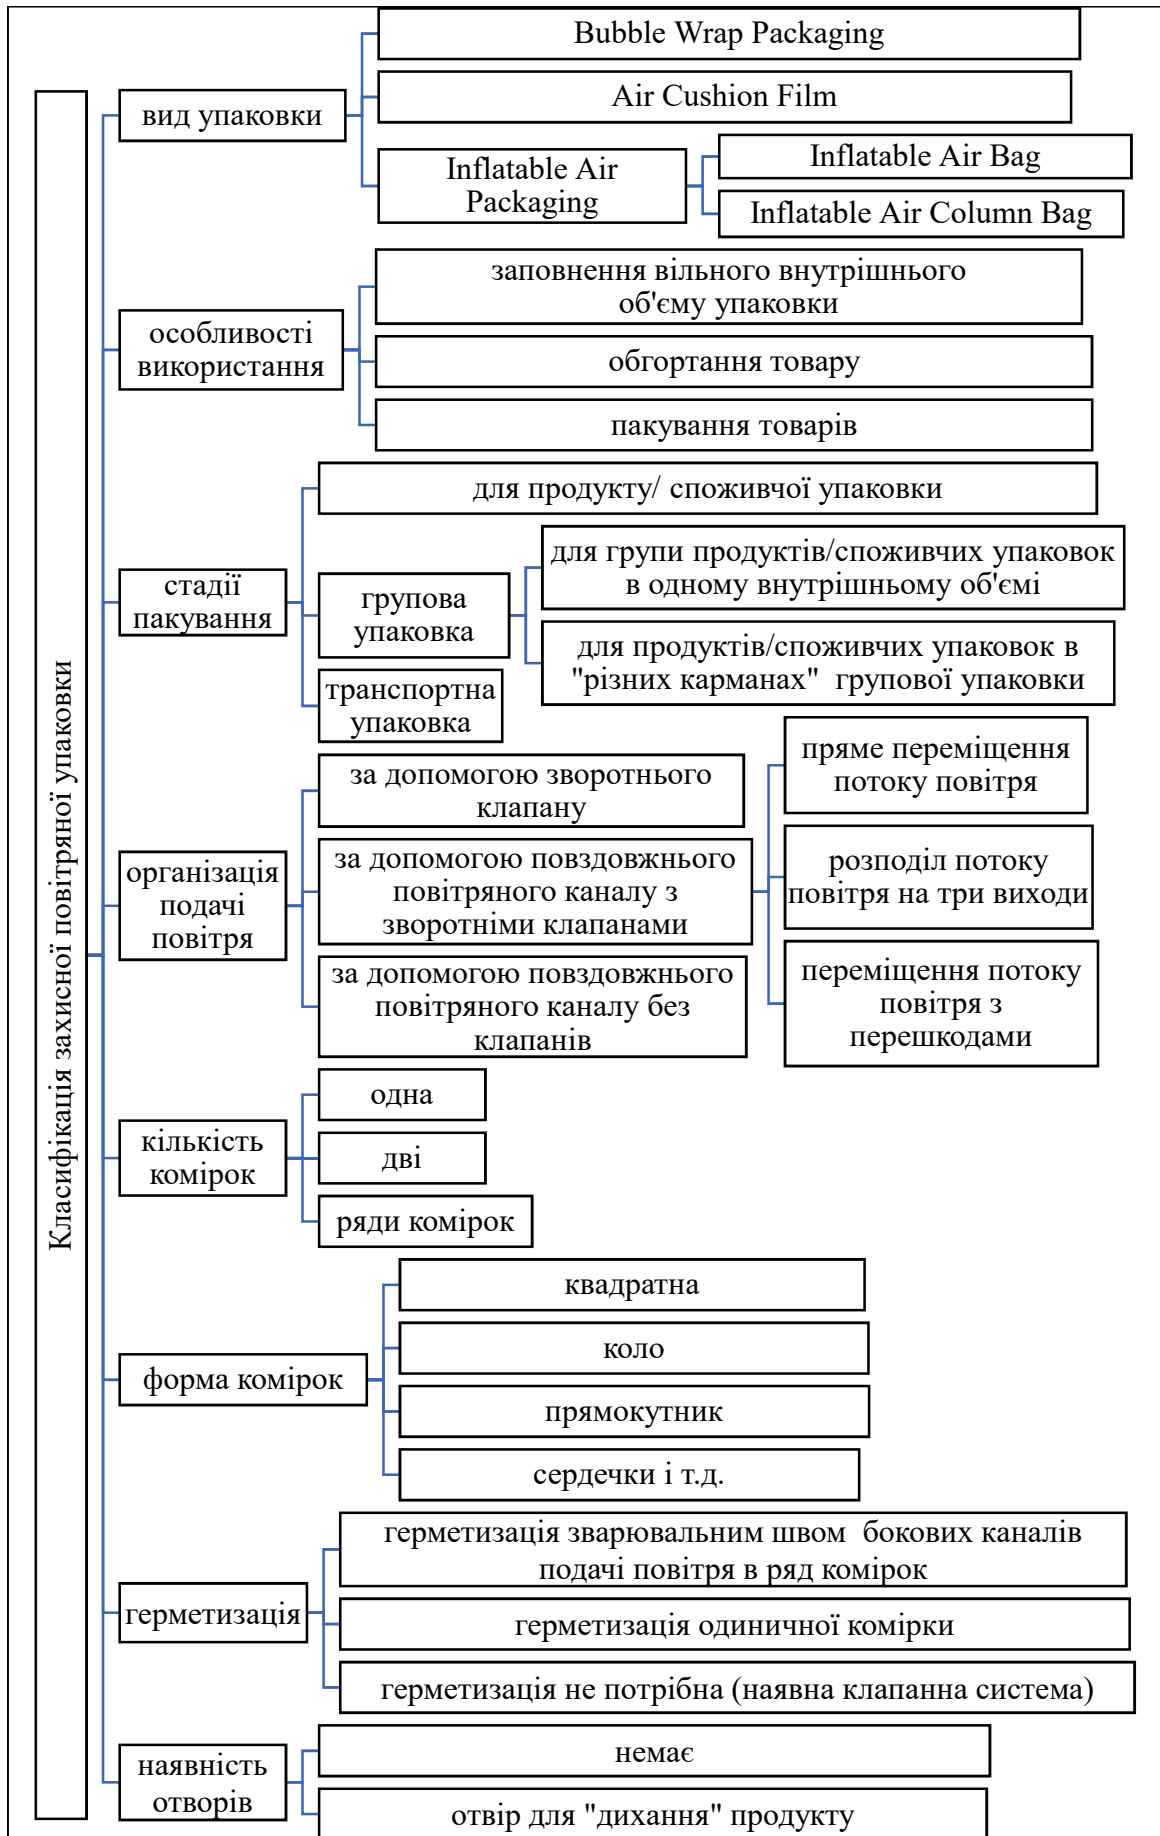 Класифікація захисної повітряної упаковки
вид упаковки
Bubble Wrap Packaging
Air Cushion Film
Inflatable Air
Packaging
Inflatable Air Bag
Inflatable Air Column Bag
особливості
використання
заповнення вільного внутрішнього
об'єму упаковки
обгортання товару
пакування товарів
стадії
пакування
для продукту/ споживчої упаковки
групова
упаковка
для групи продуктів/споживчих упаковок
в одному внутрішньому об'ємі
для продуктів/споживчих упаковок в
"різних карманах" групової упаковки
транспортна
упаковка
організація
подачі
повітря
за допомогою зворотнього
клапану
за допомогою повздовжнього
повітряного каналу з
зворотніми клапанами
пряме переміщення
потоку повітря
розподіл потоку
повітря на три виходи
переміщення потоку
повітря з
перешкодами
за допомогою повздовжнього
повітряного каналу без
клапанів
кількість
комірок
одна
дві
ряди комірок
форма комірок
квадратна
коло
прямокутник
сердечки і т.д.
герметизація
герметизація зварювальним швом бокових каналів
подачі повітря в ряд комірок
герметизація одиничної комірки
герметизація не потрібна (наявна клапанна система)
наявність
отворів
немає
отвір для "дихання" продукту